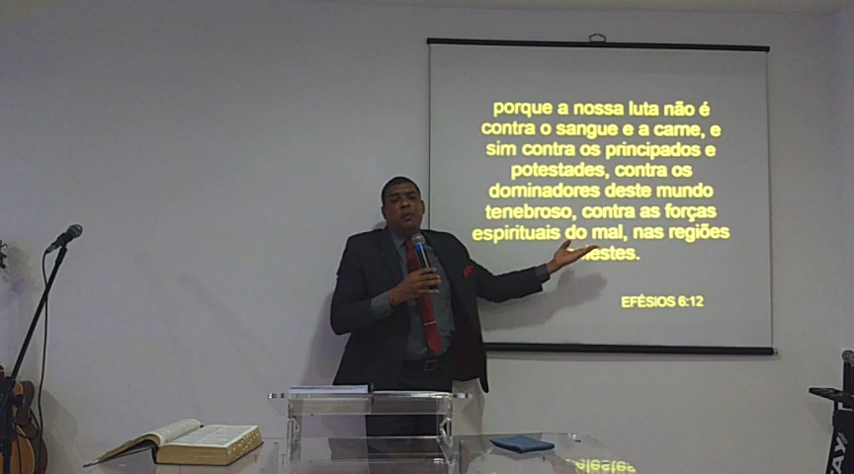 porque a nossa luta não é
contra o sangue e a carne, e
sim contra os principados e
potestades, contra os
dominadores deste mundo
tenebroso, contra as forças
espirituais do mal, nas regiões
EFÉSIOS 6:12